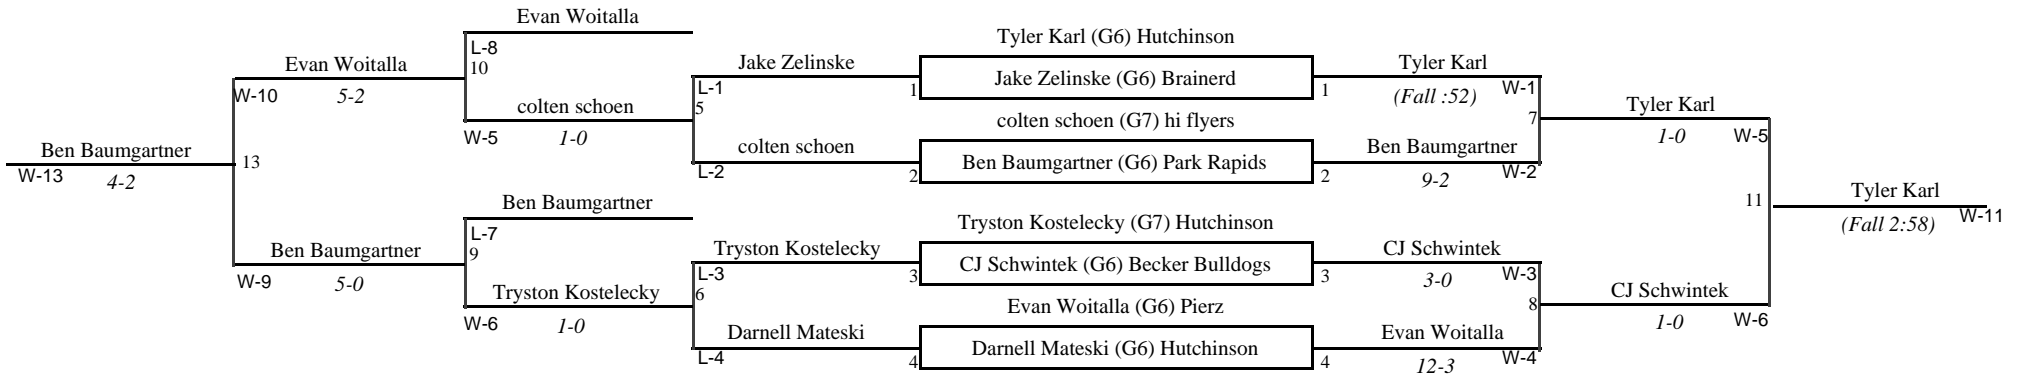 Evan Woitalla
L-8
10
Evan Woitalla
W-10
5-2
colten schoen
W-5
1-0
Ben Baumgartner
W-13
4-2
13
Ben Baumgartner
L-7
9
Ben Baumgartner
W-9
5-0
Tryston Kostelecky
W-6
1-0
Jake Zelinske
L-1
5
1
colten schoen
L-2
2
Tryston Kostelecky
L-3
6
3
Darnell Mateski
L-4
4
Tyler Karl (G6) Hutchinson
Jake Zelinske (G6) Brainerd
colten schoen (G7) hi flyers
Ben Baumgartner (G6) Park Rapids
Tryston Kostelecky (G7) Hutchinson
CJ Schwintek (G6) Becker Bulldogs
Evan Woitalla (G6) Pierz
Darnell Mateski (G6) Hutchinson
Tyler Karl
1
(Fall :52)
W-1
7
Ben Baumgartner
2
9-2
W-2
CJ Schwintek
3
3-0
W-3
8
Evan Woitalla
4
12-3
W-4
Tyler Karl
1-0
W-5
11
CJ Schwintek
1-0
W-6
Tyler Karl
(Fall 2:58)
W-11